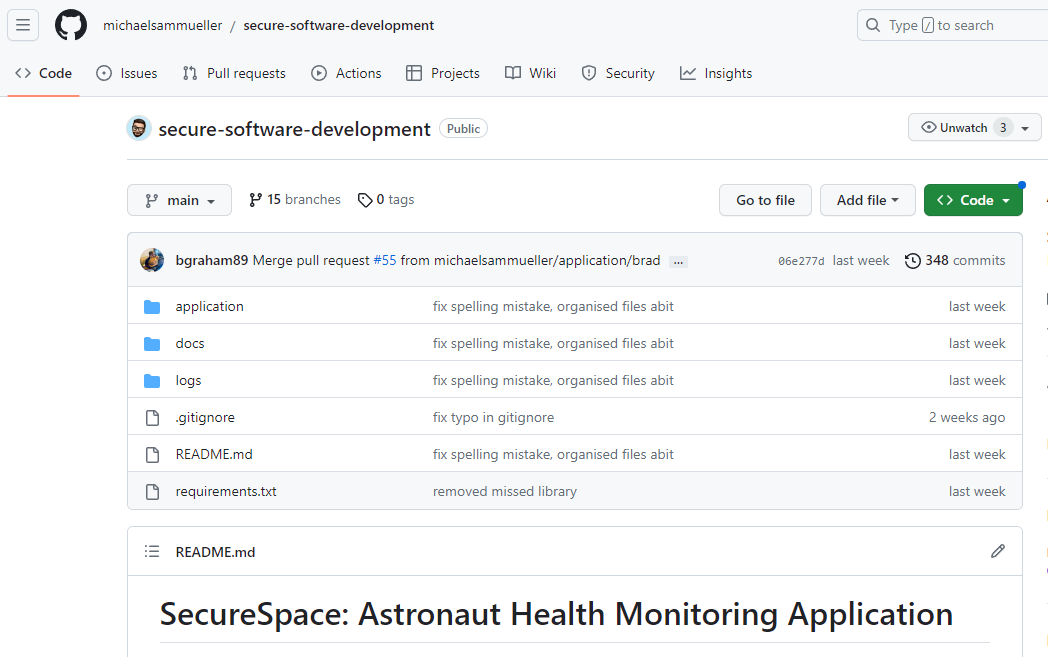 michaelsammueller / secure-software-development
Type / to search
Code Issues Pull requests Actions Projects Wiki Security Insights
secure-software-development Public
Unwatch 3
main 15 branches 0 tags Go to file Add file Code
bgraham89 Merge pull request #55 from michaelsammueller/application/brad ... 06e277d last week 348 commits
application fix spelling mistake, organised files abit last week
docs fix spelling mistake, organised files abit last week
logs fix spelling mistake, organised files abit last week
.gitignore fix typo in gitignore 2 weeks ago
README.md fix spelling mistake, organised files abit last week
requirements.txt removed missed library last week
README.md
SecureSpace: Astronaut Health Monitoring Application